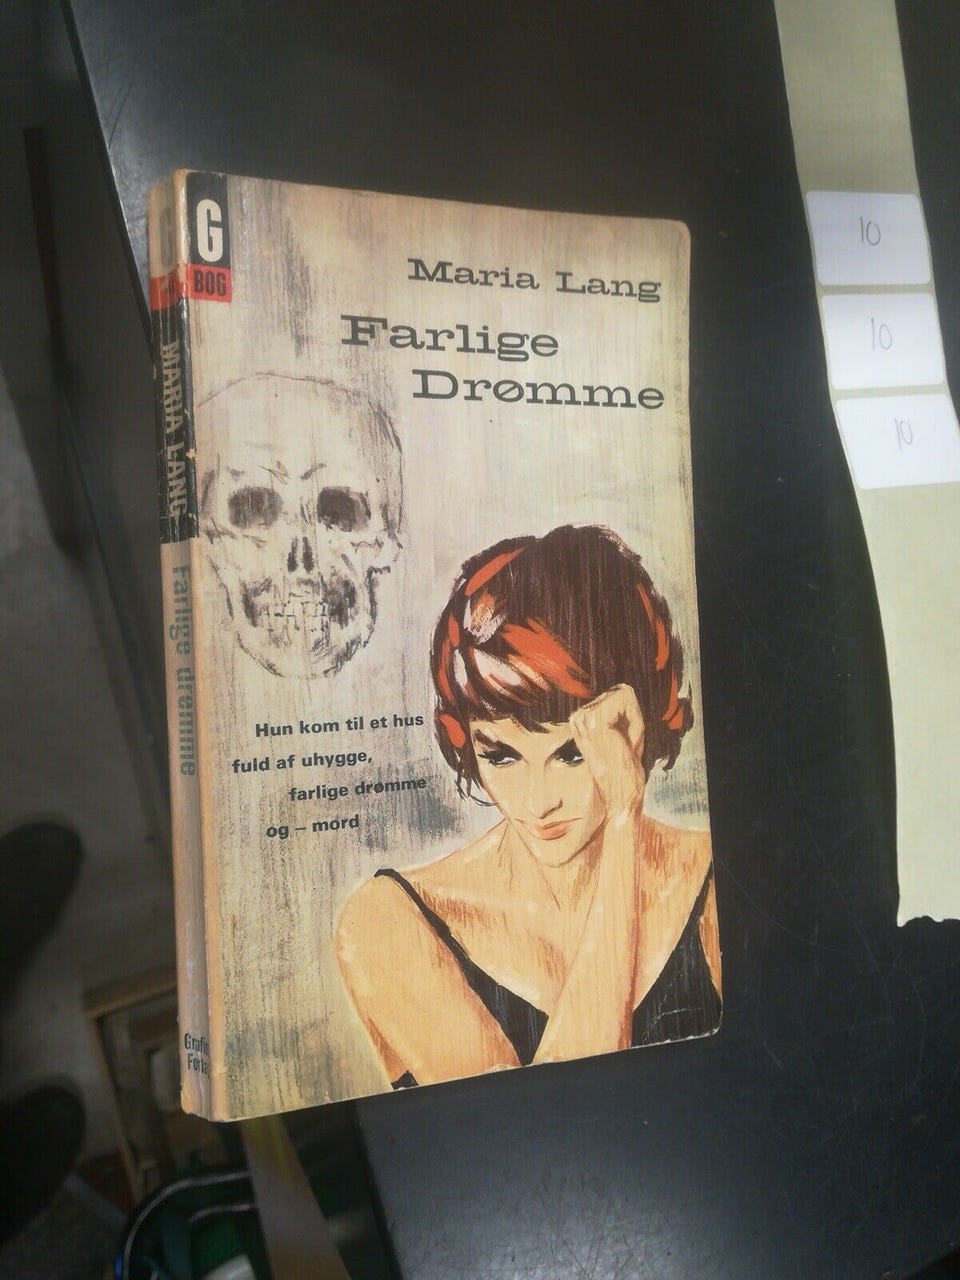 G
BOG
Maria Lang
Farlige
Drømme
Hun kom til et hus
fuld af uhygge,
farlige drømme
og – mord
MARIA LANG
Farlige drømme
10
10
10